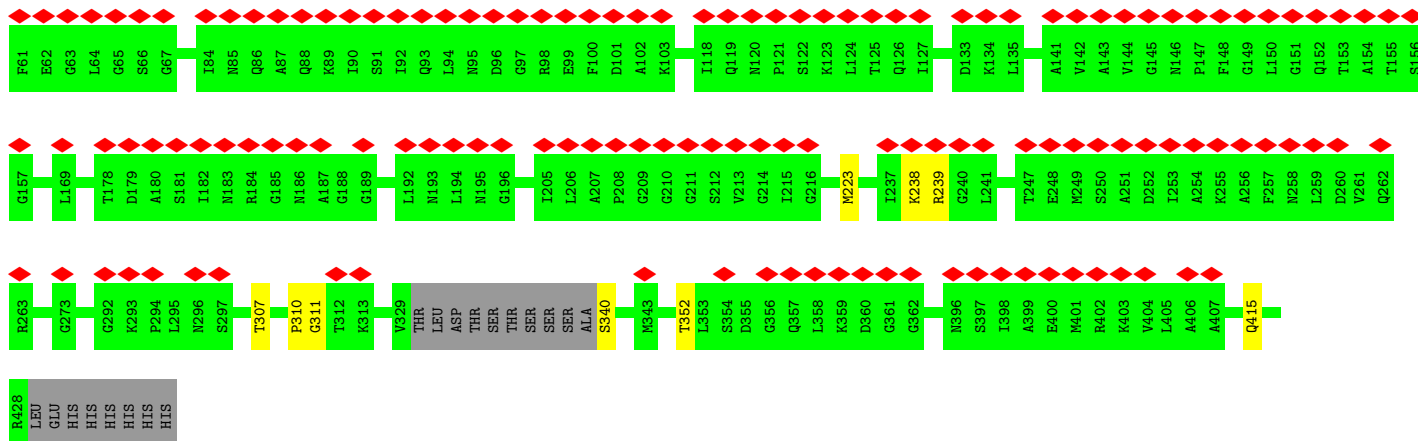 F61 E62 G63 L64 G65 S66 G67 I84 N85 Q86 A87 Q88 K89 I90 S91 I92 Q93 L94 N95 D96 G97 R98 E99 F100 D101 A102 K103 I118 Q119 N120 P121 S122 K123 L124 T125 Q126 I127 D133 K134 L135 A141 V142 A143 V144 G145 N146 P147 F148 G149 L150 G151 Q152 T153 A154 T155 S156
G157 L169 T178 D179 A180 S181 I182 N183 R184 G185 N186 A187 G188 G189 L192 N193 L194 N195 G196 I205 L206 A207 P208 G209 G210 G211 S212 V213 G214 I215 G216 M223 I237 K238 R239 G240 L241 T247 E248 M249 S250 A251 D252 I253 A254 K255 A256 F257 N258 L259 D260 V261 Q262
R263 G273 G292 K293 P294 L295 N296 S297 T307 P310 G311 T312 K313 V329 THR LEU ASP THR SER THR SER SER SER ALA S340 M343 T352 L353 S354 D355 G356 Q357 L358 K359 D360 G361 G362 N396 S397 I398 A399 E400 M401 R402 K403 V404 L405 A406 A407 Q415
R428 LEU GLU HIS HIS HIS HIS HIS HIS